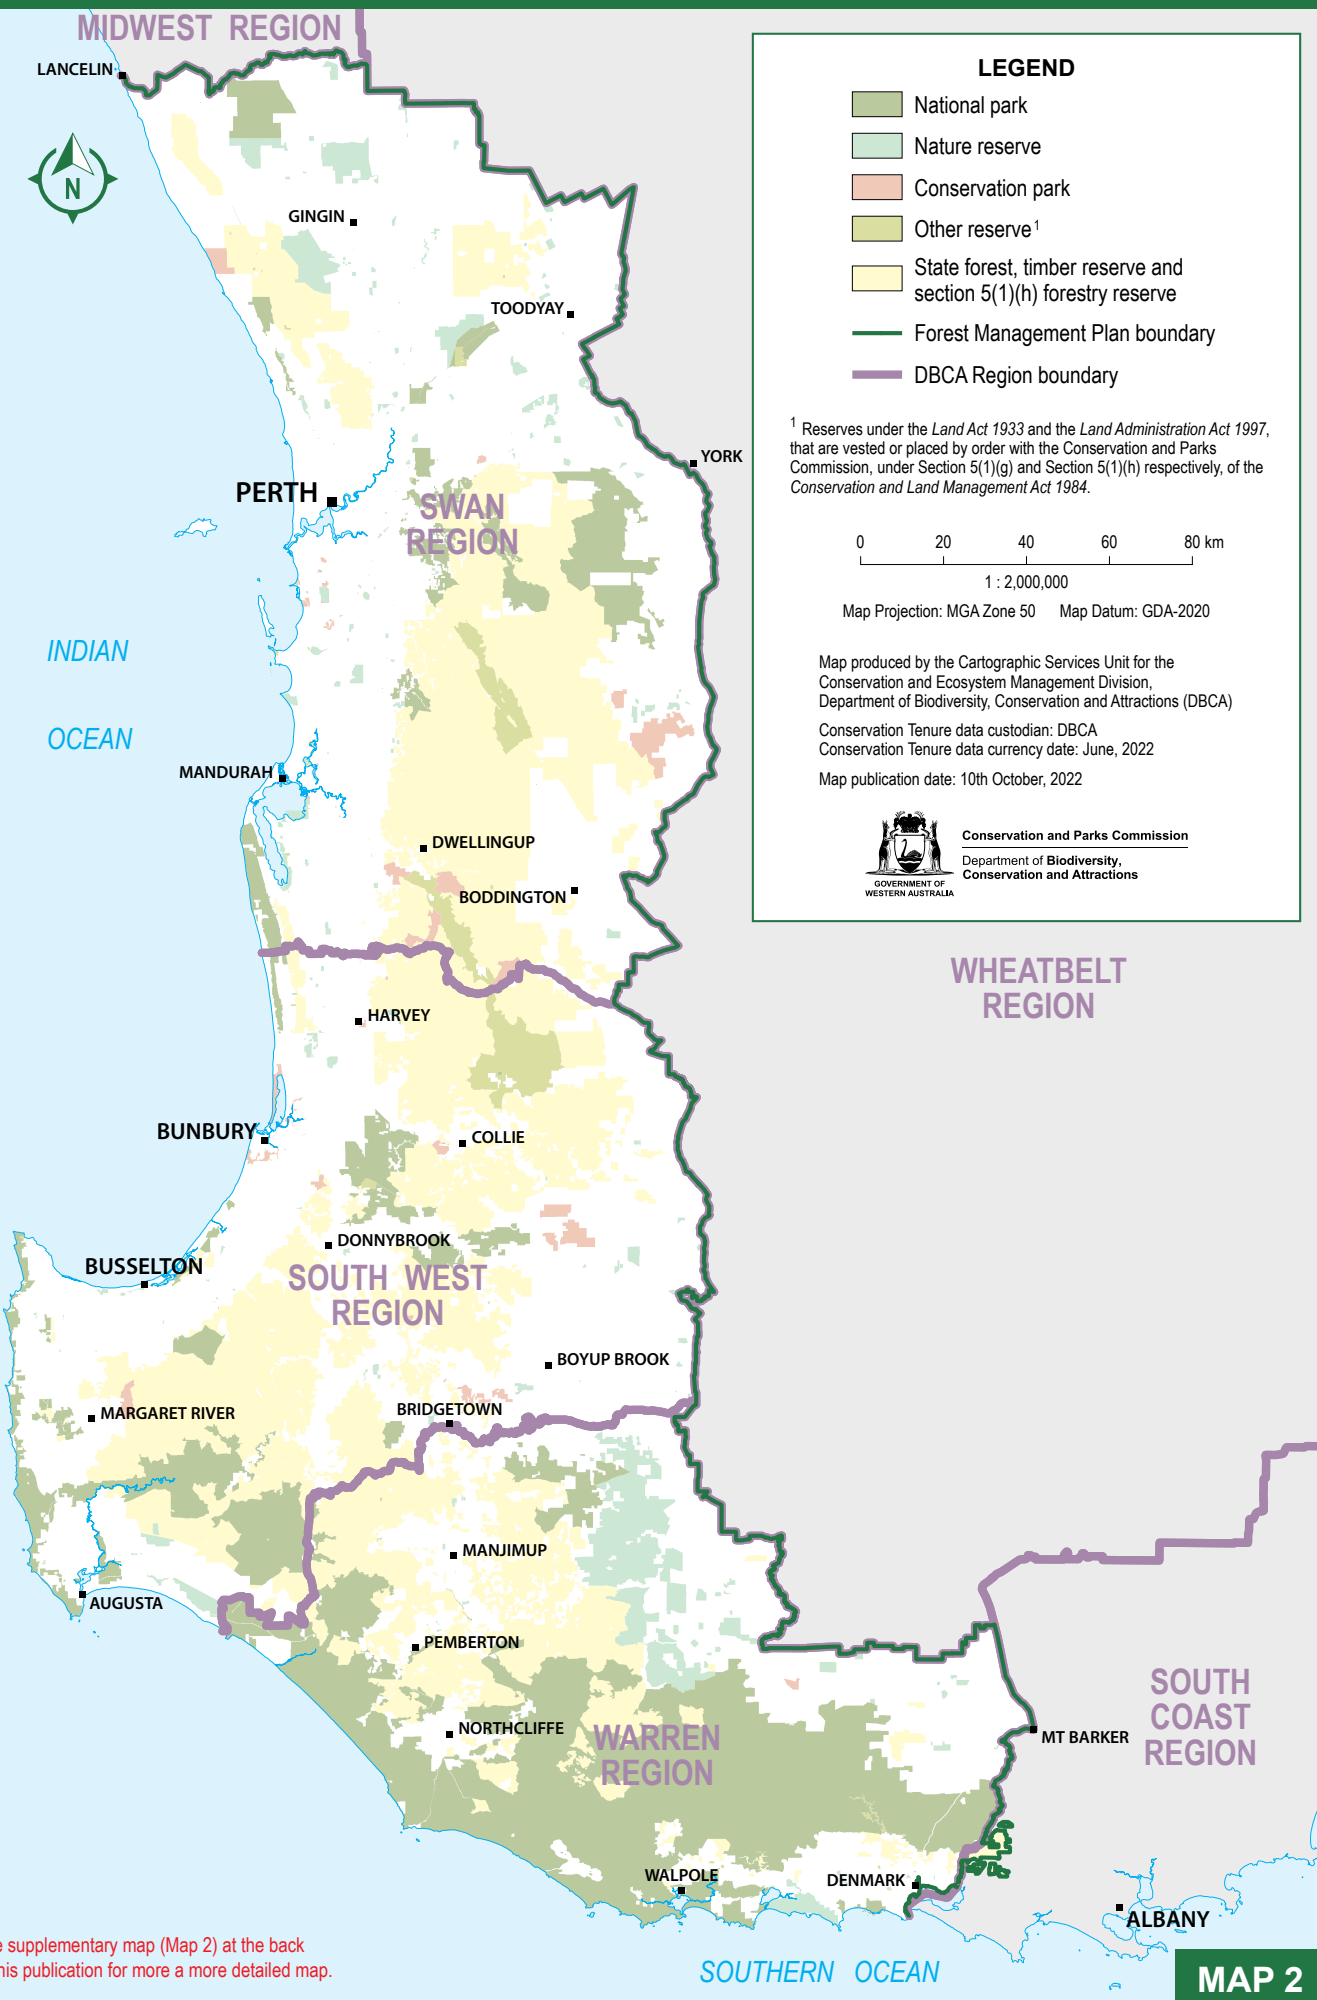 MIDWEST REGION
LANCELIN
N
GINGIN
TOODYAY
YORK
PERTH
SWAN
REGION
INDIAN
OCEAN
MANDURAH
DWELLINGUP
BODDINGTON
HARVEY
BUNBURY
COLLIE
DONNYBROOK
BUSSELTON
SOUTH WEST
REGION
BOYUP BROOK
MARGARET RIVER
BRIDGETOWN
MANJIMUP
AUGUSTA
PEMBERTON
NORTHCLIFFE
WARREN
REGION
WALPOLE
DENMARK
MT BARKER
ALBANY
WHEATBELT
REGION
SOUTH
COAST
REGION
SOUTHERN OCEAN
LEGEND
National park
Nature reserve
Conservation park
Other reserve 1
State forest, timber reserve and
section 5(1)(h) forestry reserve
Forest Management Plan boundary
DBCA Region boundary
1 Reserves under the Land Act 1933 and the Land Administration Act 1997,
that are vested or placed by order with the Conservation and Parks
Commission, under Section 5(1)(g) and Section 5(1)(h) respectively, of the
Conservation and Land Management Act 1984.
0 20 40 60 80 km
1 : 2,000,000
Map Projection: MGA Zone 50 Map Datum: GDA-2020
Map produced by the Cartographic Services Unit for the
Conservation and Ecosystem Management Division,
Department of Biodiversity, Conservation and Attractions (DBCA)
Conservation Tenure data custodian: DBCA
Conservation Tenure data currency date: June, 2022
Map publication date: 10th October, 2022
GOVERNMENT OF
WESTERN AUSTRALIA
Conservation and Parks Commission
Department of Biodiversity,
Conservation and Attractions
e supplementary map (Map 2) at the back
his publication for more a more detailed map.
MAP 2